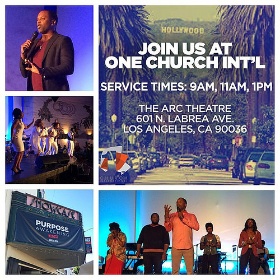 HOLLYWOOD
JOIN US AT
ONE CHURCH INT'L
SERVICE TIMES: 9AM, 11AM, 1PM
THE ARC THEATRE
601 N. LABREA AVE.
LOS ANGELES, CA 90036
PURPOSE
AWAKENING